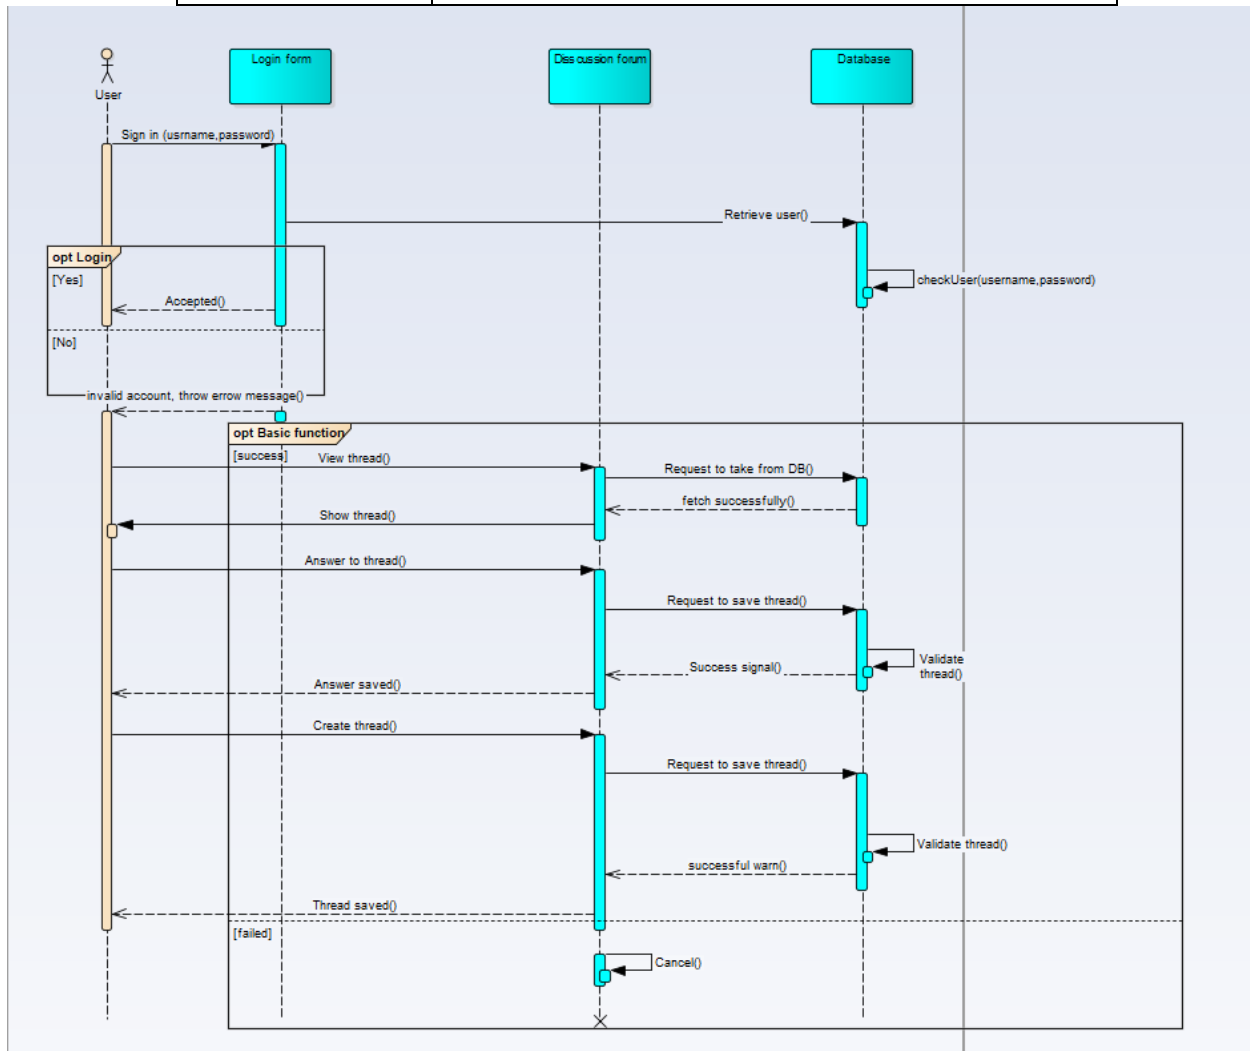 User
Login form
Disscussion forum
Database
Sign in (usrname,password)
Retrieve user()
opt Login
[Yes]
checkUser(username,password)
Accepted()
[No]
invalid account, throw errow message()
opt Basic function
[success]
View thread()
Request to take from DB()
fetch successfully()
Show thread()
Answer to thread()
Request to save thread()
Validate
thread()
Success signal()
Answer saved()
Create thread()
Request to save thread()
Validate thread()
successful warn()
Thread saved()
[failed]
Cancel()